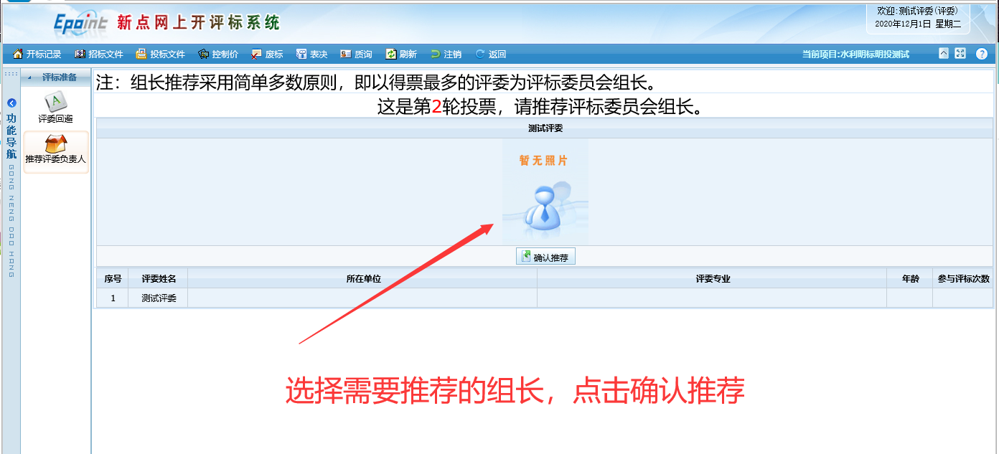 Epoint 新点网上开评标系统
欢迎:测试评委(评委)
2020年12月1日 星期二
开标记录 招标文件 投标文件 控制价 废标 表决 质询 刷新 注销 返回 当前项目:水利明标明投测试
评标准备
评委回避
推荐评委负责人
功能导航
GONG NENG DAO HANG
注：组长推荐采用简单多数原则，即以得票最多的评委为评标委员会组长。
这是第2轮投票，请推荐评标委员会组长。
测试评委
暂无照片
确认推荐
序号 评委姓名 所在单位 评委专业 年龄 参与评标次数
1 测试评委
选择需要推荐的组长，点击确认推荐